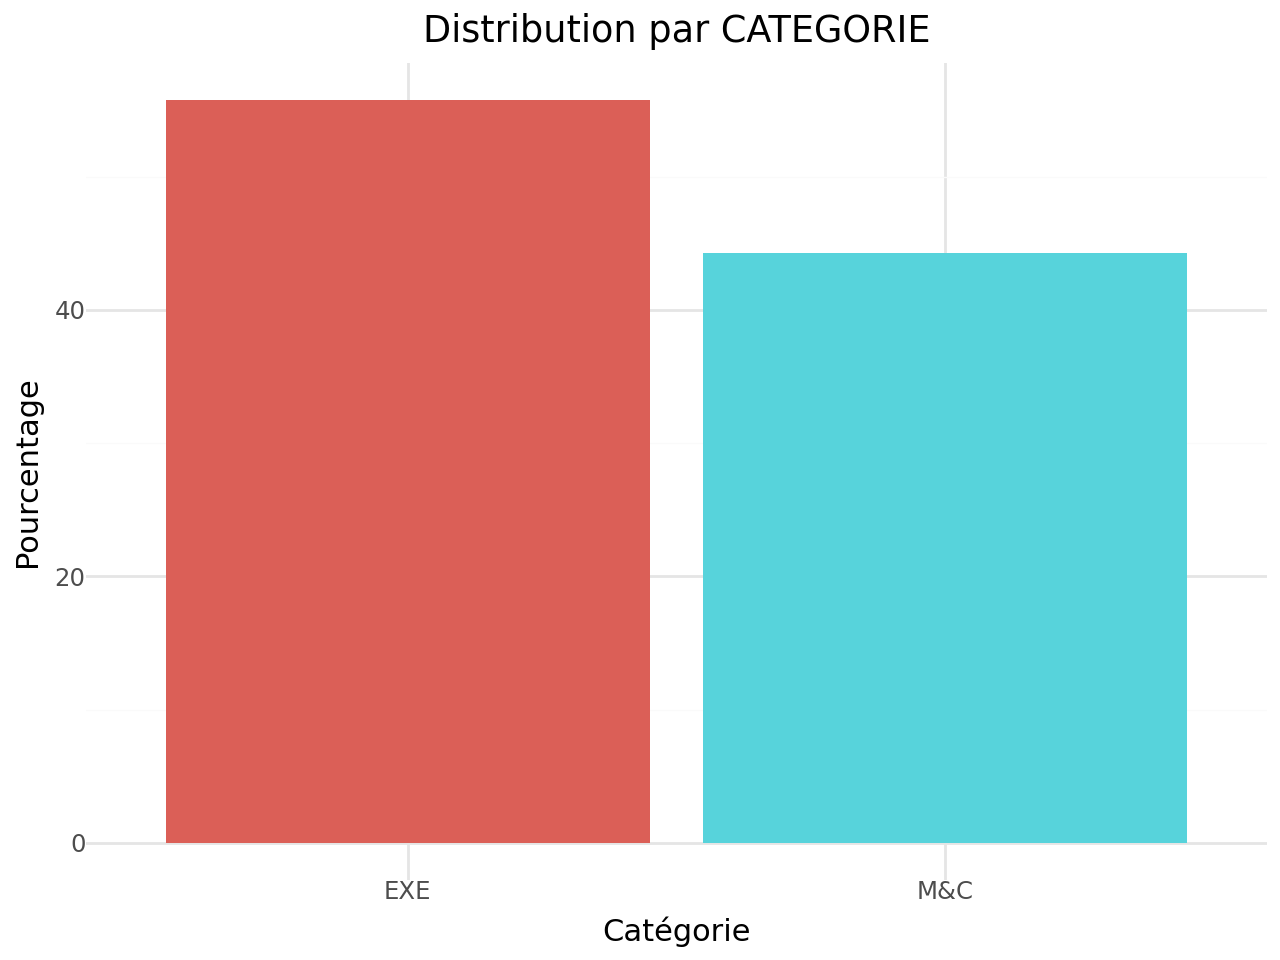 Distribution par CATEGORIE
Pourcentage
40
20
0
EXE
M&C
Catégorie